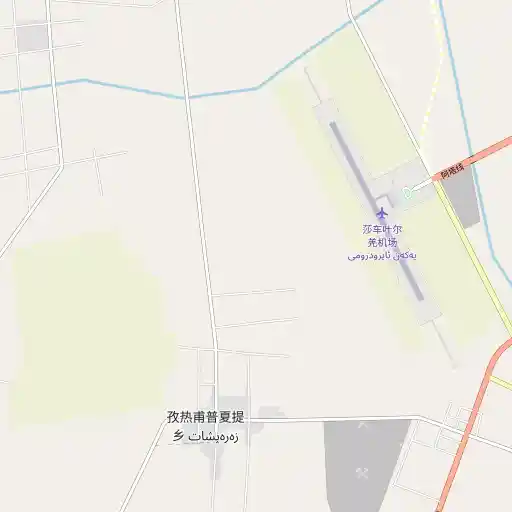 阿塔线
莎车叶尔
羌机场
يەكەن ئايرودرومى
孜热甫普夏提
乡 زەرەپشات